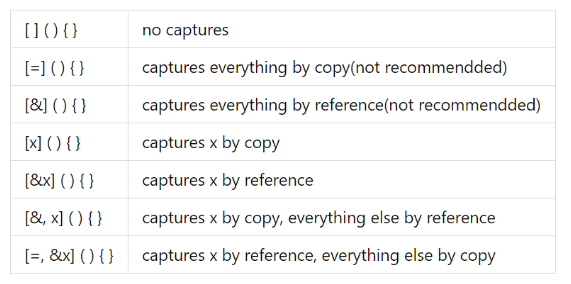 [ ] ( ) { } no captures
[=] ( ) { } captures everything by copy(not recommendded)
[&] ( ) { } captures everything by reference(not recommendded)
[x] ( ) { } captures x by copy
[&x] ( ) { } captures x by reference
[&, x] ( ) { } captures x by copy, everything else by reference
[=, &x] ( ) { } captures x by reference, everything else by copy